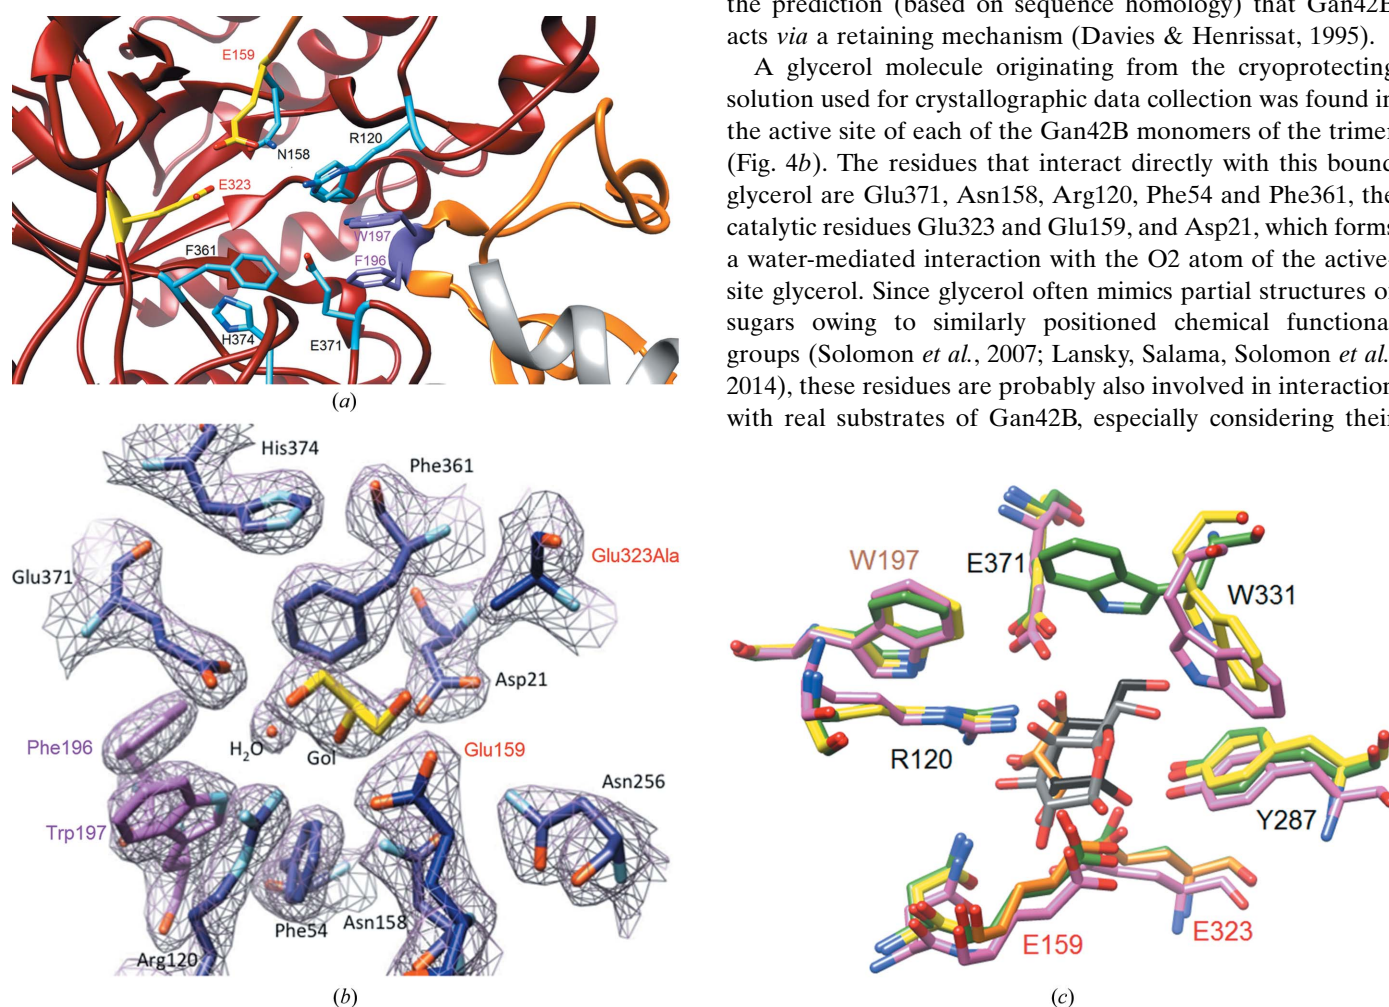 the prediction (based on sequence homology) that Gan42B
acts via a retaining mechanism (Davies & Henrissat, 1995).
A glycerol molecule originating from the cryoprotecting
solution used for crystallographic data collection was found in
the active site of each of the Gan42B monomers of the trimer
(Fig. 4b). The residues that interact directly with this bound
glycerol are Glu371, Asn158, Arg120, Phe54 and Phe361, the
catalytic residues Glu323 and Glu159, and Asp21, which forms
a water-mediated interaction with the O2 atom of the active-
site glycerol. Since glycerol often mimics partial structures of
sugars owing to similarly positioned chemical functional
groups (Solomon et al., 2007; Lansky, Salama, Solomon et al.,
2014), these residues are probably also involved in interaction
with real substrates of Gan42B, especially considering their
E159
R120
N158
E323
W197
F361
F196
H374
E371
(a)
His374
Phe361
Glu323Ala
Glu371
Asp21
Phe196
H2O
Gol
Glu159
Asn256
Trp197
Phe54
Asn158
Arg120
(b)
W197
E371
W331
R120
Y287
E159
E323
(c)